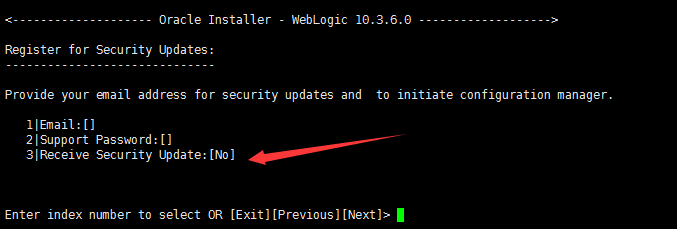 <-------------------- Oracle Installer - WebLogic 10.3.6.0 ------------------->
Register for Security Updates:
------------------------------
Provide your email address for security updates and  to initiate configuration manager.
1|Email:[]
2|Support Password:[]
3|Receive Security Update:[No]
Enter index number to select OR [Exit][Previous][Next]>